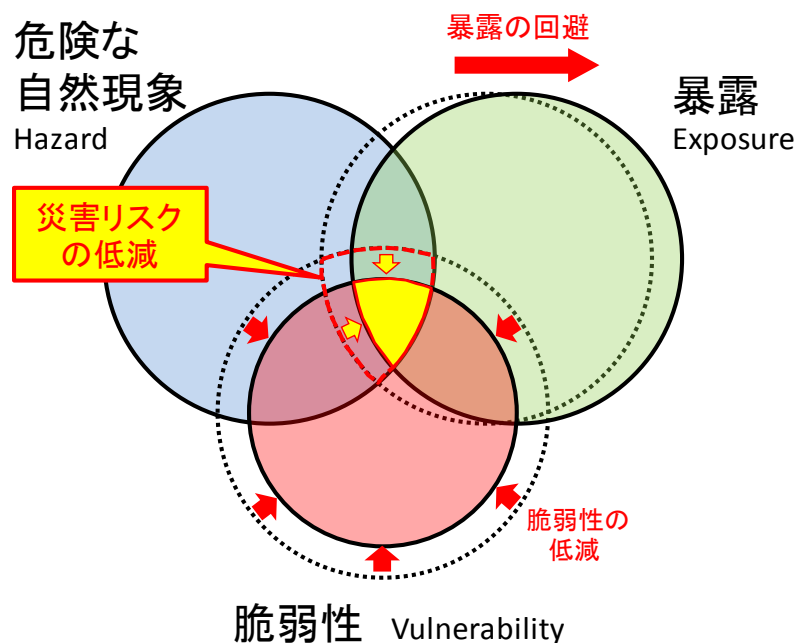 危険な
自然現象
Hazard
暴露の回避
暴露
Exposure
災害リスク
の低減
脆弱性の
低減
脆弱性 Vulnerability